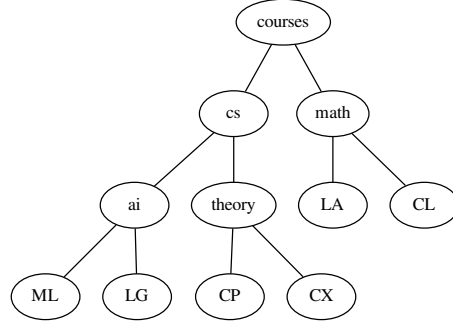 courses
cs
math
ai
theory
LA
CL
ML
LG
CP
CX